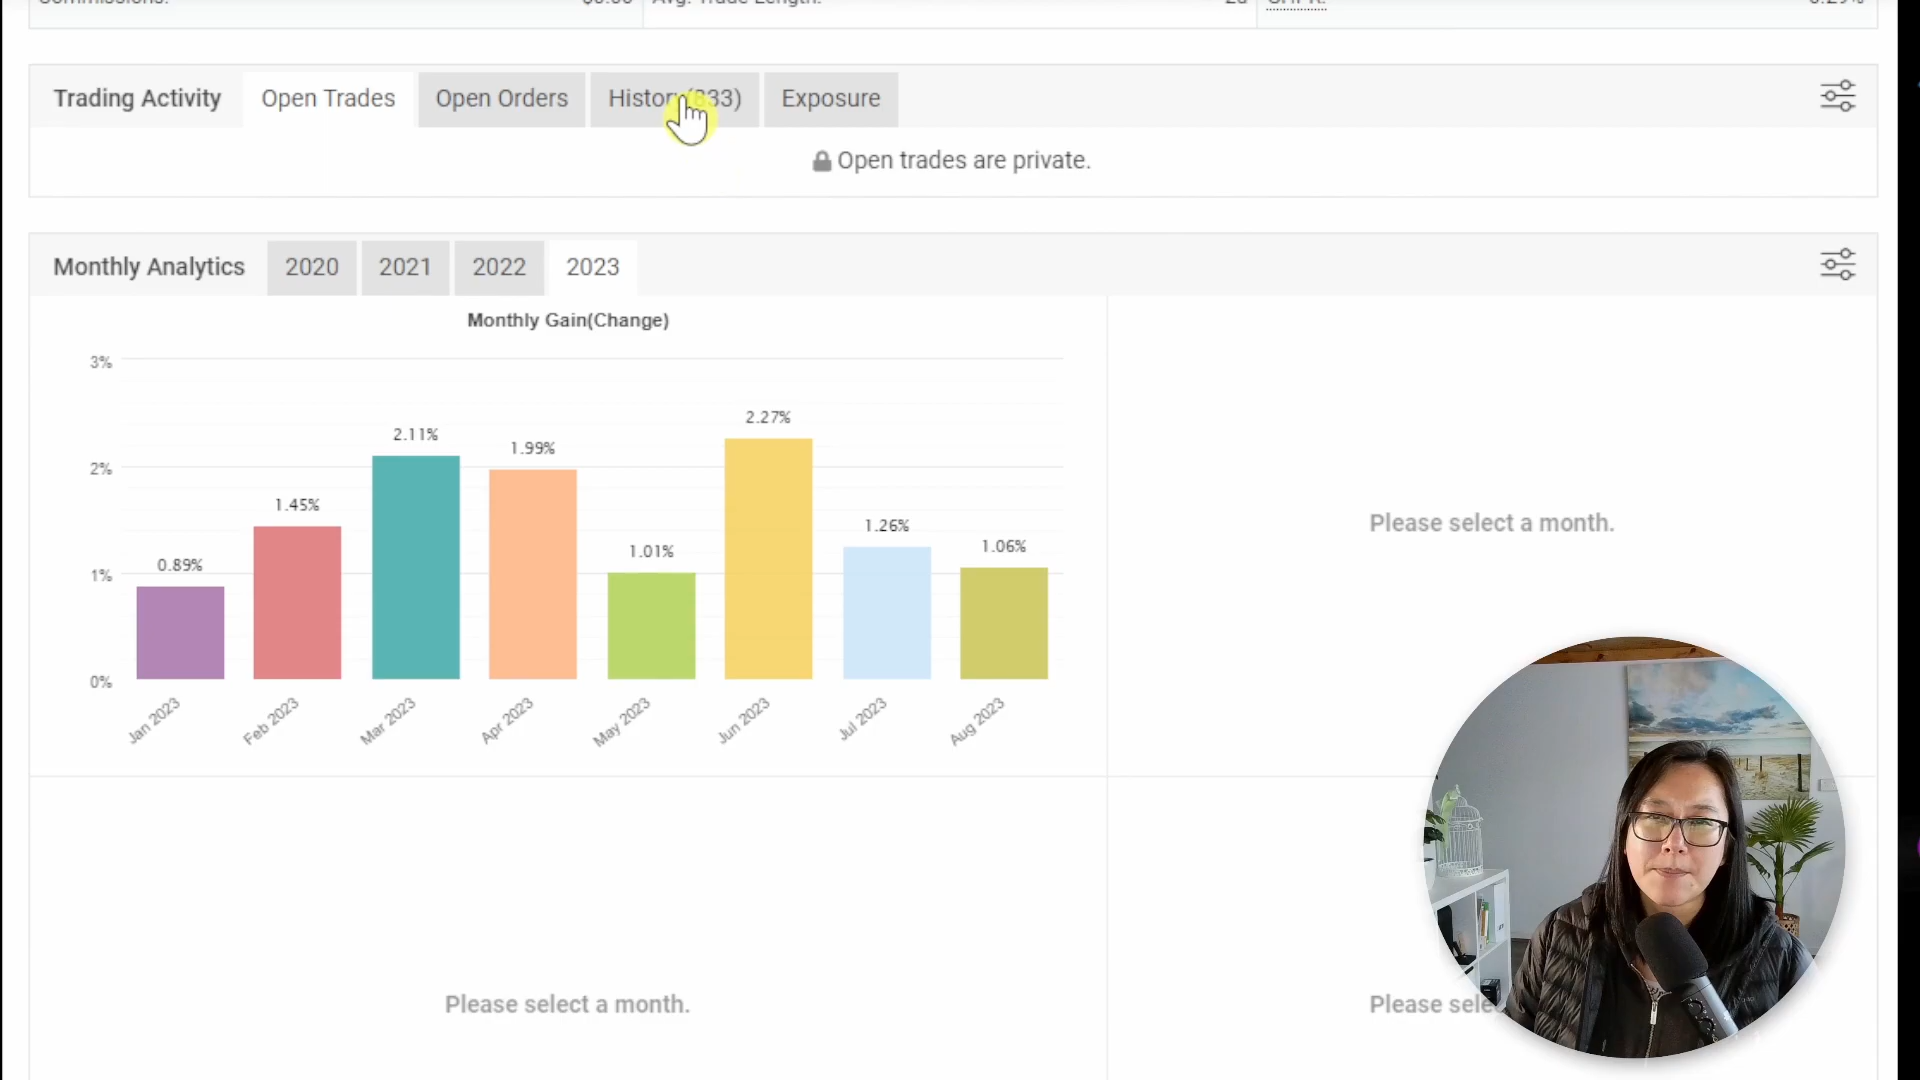 Trading Activity Open Trades Open Orders History (833) Exposure
Open trades are private.
Monthly Analytics 2020 2021 2022 2023
Monthly Gain(Change)
3%
2%
1%
0%
0.89%
1.45%
2.11%
1.99%
1.01%
2.27%
1.26%
1.06%
Jan 2023
Feb 2023
Mar 2023
Apr 2023
May 2023
Jun 2023
Jul 2023
Aug 2023
Please select a month.
Please select a month.
Please